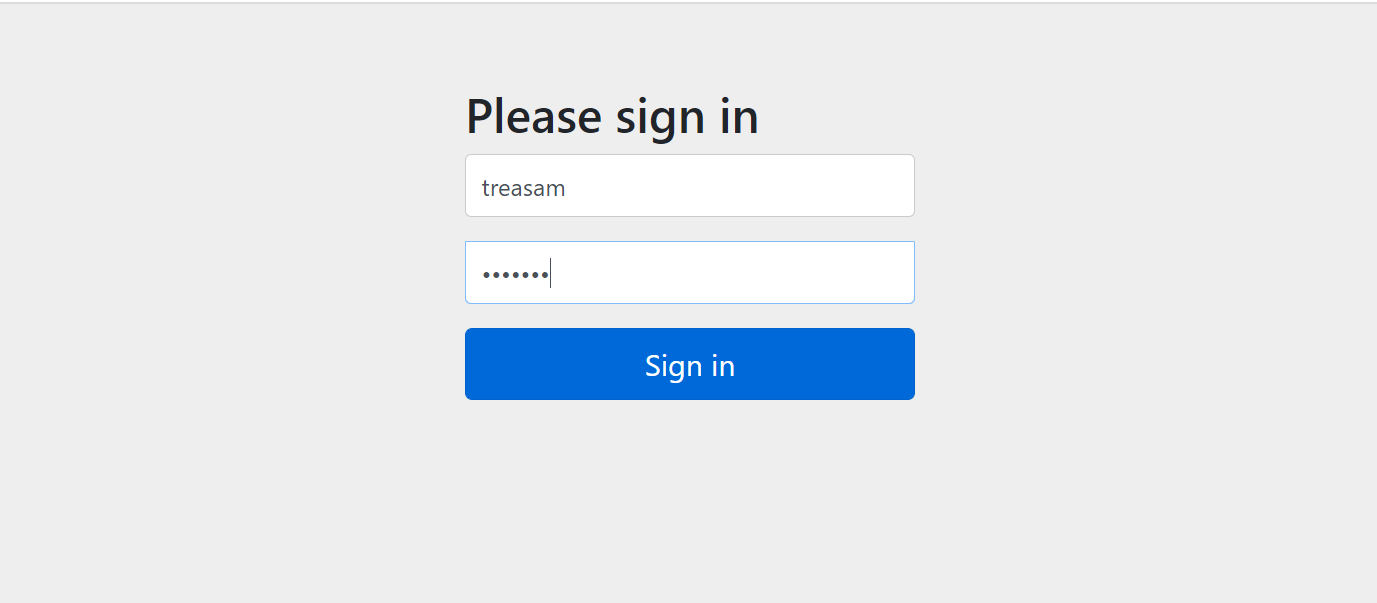 Please sign in
treasam
•••••••
Sign in